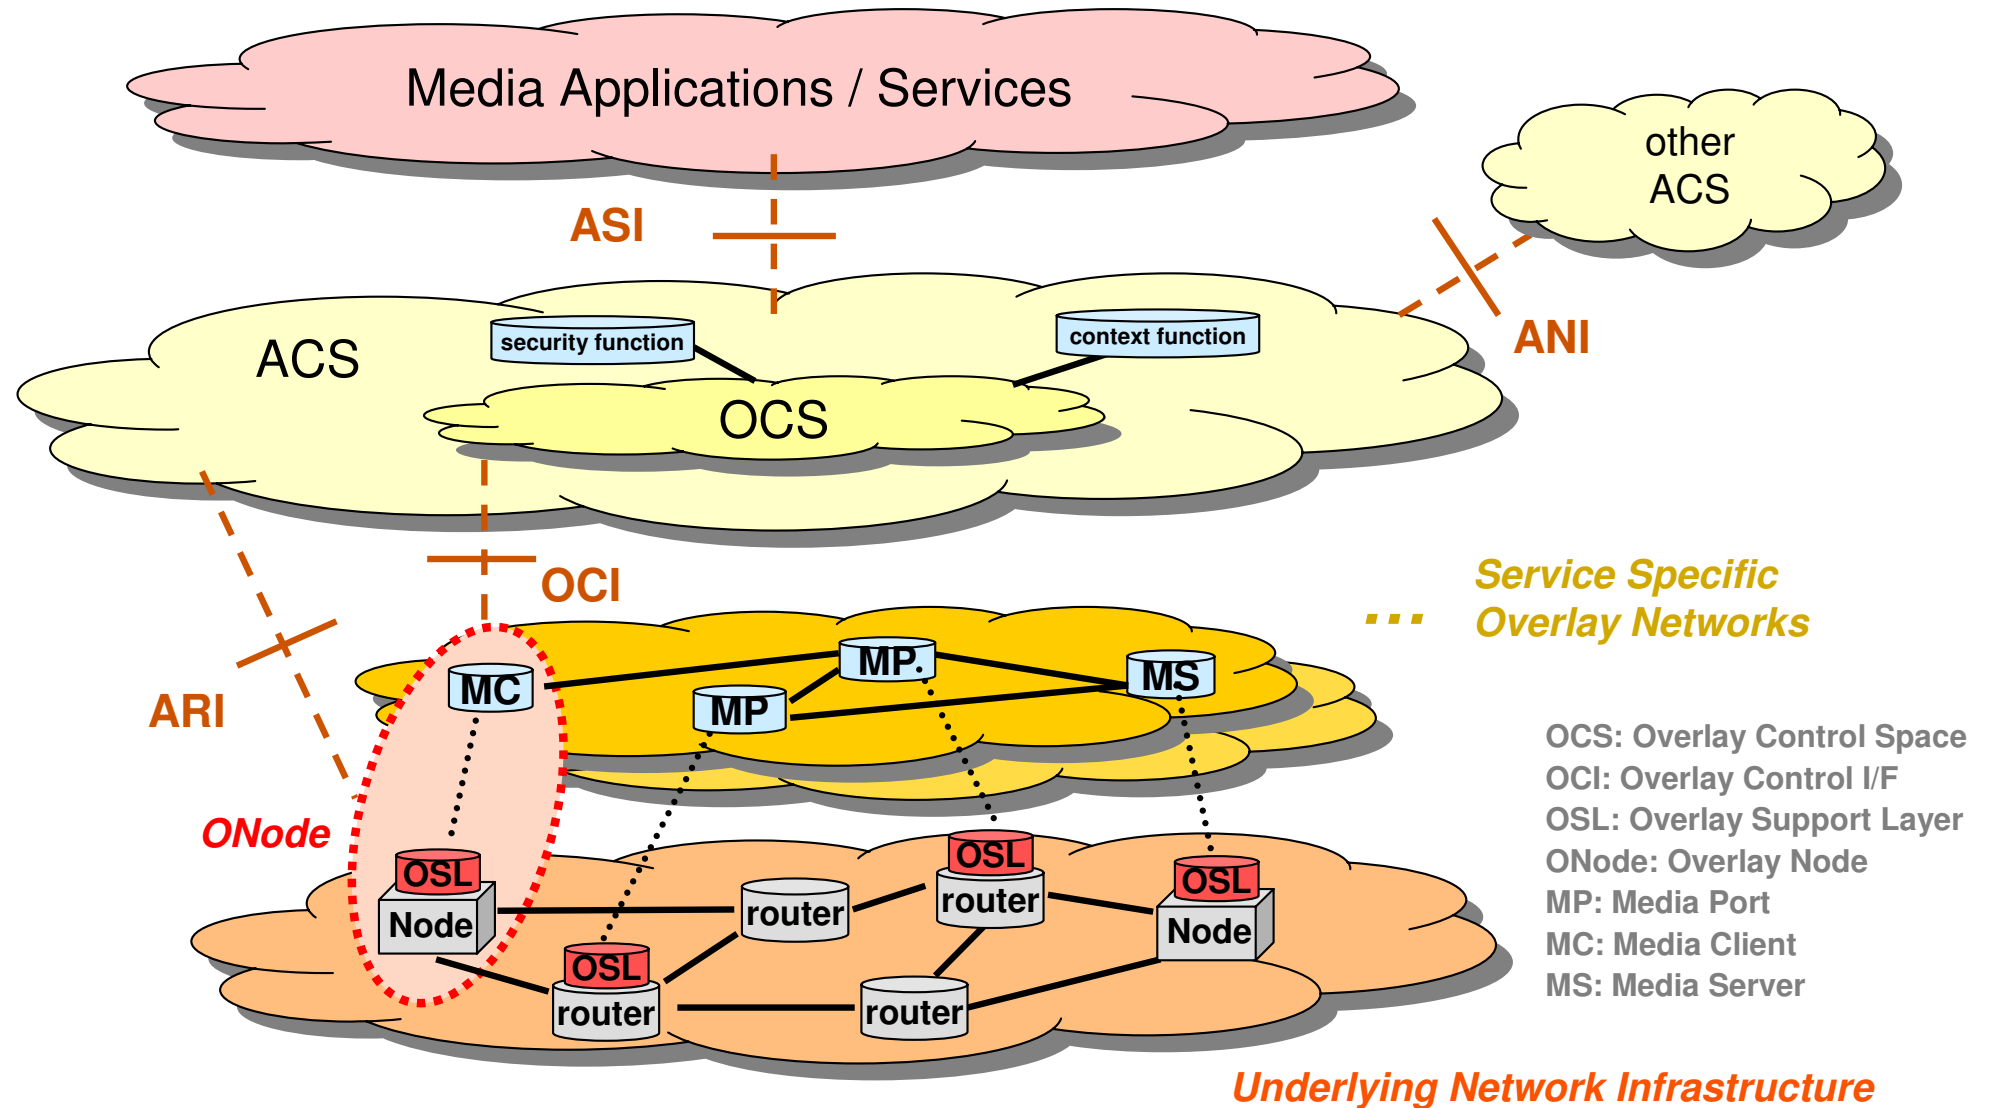 Media Applications / Services
other
ACS
ASI
ANI
security function
context function
ACS
OCS
OCI
Service Specific
Overlay Networks
...
MP
MS
MC
MP
ARI
OCS: Overlay Control Space
OCI: Overlay Control I/F
OSL: Overlay Support Layer
ONode: Overlay Node
MP: Media Port
MC: Media Client
MS: Media Server
ONode
OSL
OSL
OSL
router
router
Node
Node
OSL
router
router
Underlying Network Infrastructure